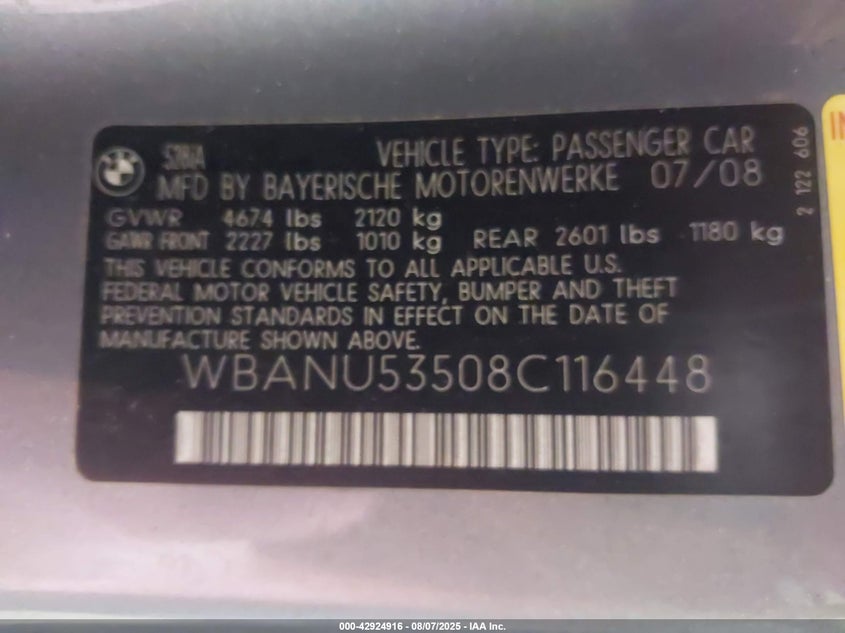 528iA VEHICLE TYPE: PASSENGER CAR
MFD BY BAYERISCHE MOTORENWERKE 07/08
GVWR 4674 lbs 2120 kg
GAWR FRONT 2227 lbs 1010 kg REAR 2601 lbs 1180 kg
THIS VEHICLE CONFORMS TO ALL APPLICABLE U.S.
FEDERAL MOTOR VEHICLE SAFETY, BUMPER AND THEFT
PREVENTION STANDARDS IN EFFECT ON THE DATE OF
MANUFACTURE SHOWN ABOVE.
WBANU53508C116448
2 122 606
BMW
000-42924916 - 08/07/2025 - IAA Inc.